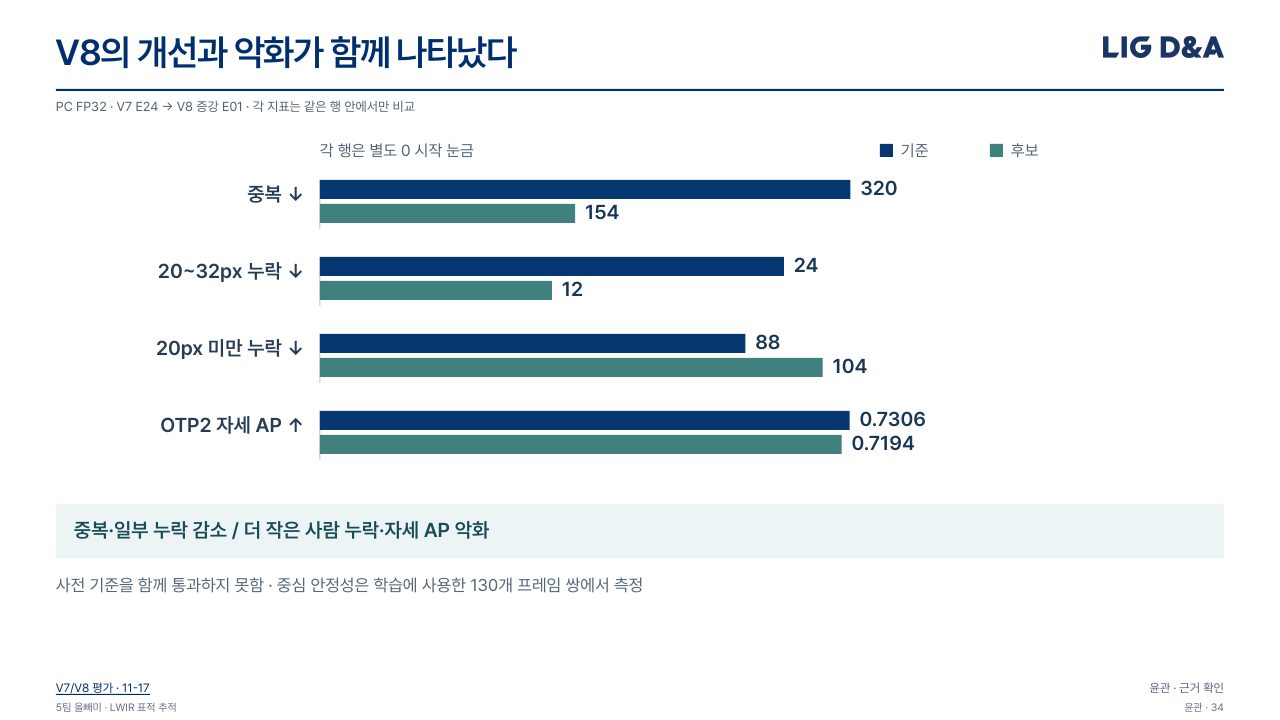 V8의 개선과 악화가 함께 나타났다
LIG D&A
PC FP32 · V7 E24 → V8 증강 E01 · 각 지표는 같은 행 안에서만 비교
각 행은 별도 0 시작 눈금
기준
후보
중복 ↓
320
154
20~32px 누락 ↓
24
12
20px 미만 누락 ↓
88
104
OTP2 자세 AP ↑
0.7306
0.7194
중복·일부 누락 감소 / 더 작은 사람 누락·자세 AP 악화
사전 기준을 함께 통과하지 못함 · 중심 안정성은 학습에 사용한 130개 프레임 쌍에서 측정
V7/V8 평가 · 11-17
윤관 · 근거 확인
5팀 올빼미 · LWIR 표적 추적
윤관 · 34